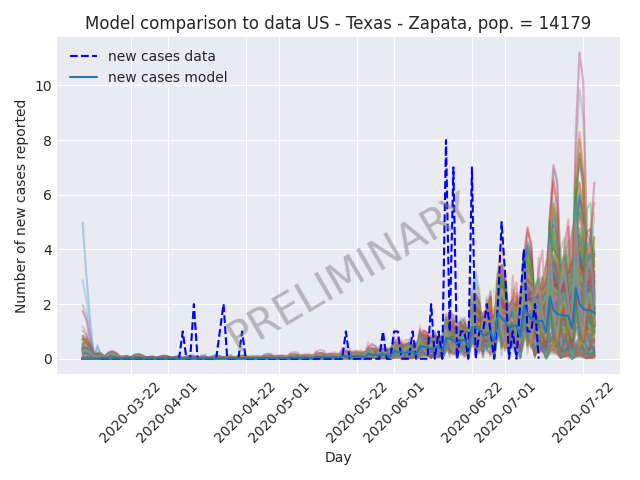 Model comparison to data US - Texas - Zapata, pop. = 14179
new cases data
new cases model
Number of new cases reported
10
8
6
4
2
0
PRELIMINARY
2020-03-22
2020-04-01
2020-04-22
2020-05-01
2020-05-22
2020-06-01
2020-06-22
2020-07-01
2020-07-22
Day